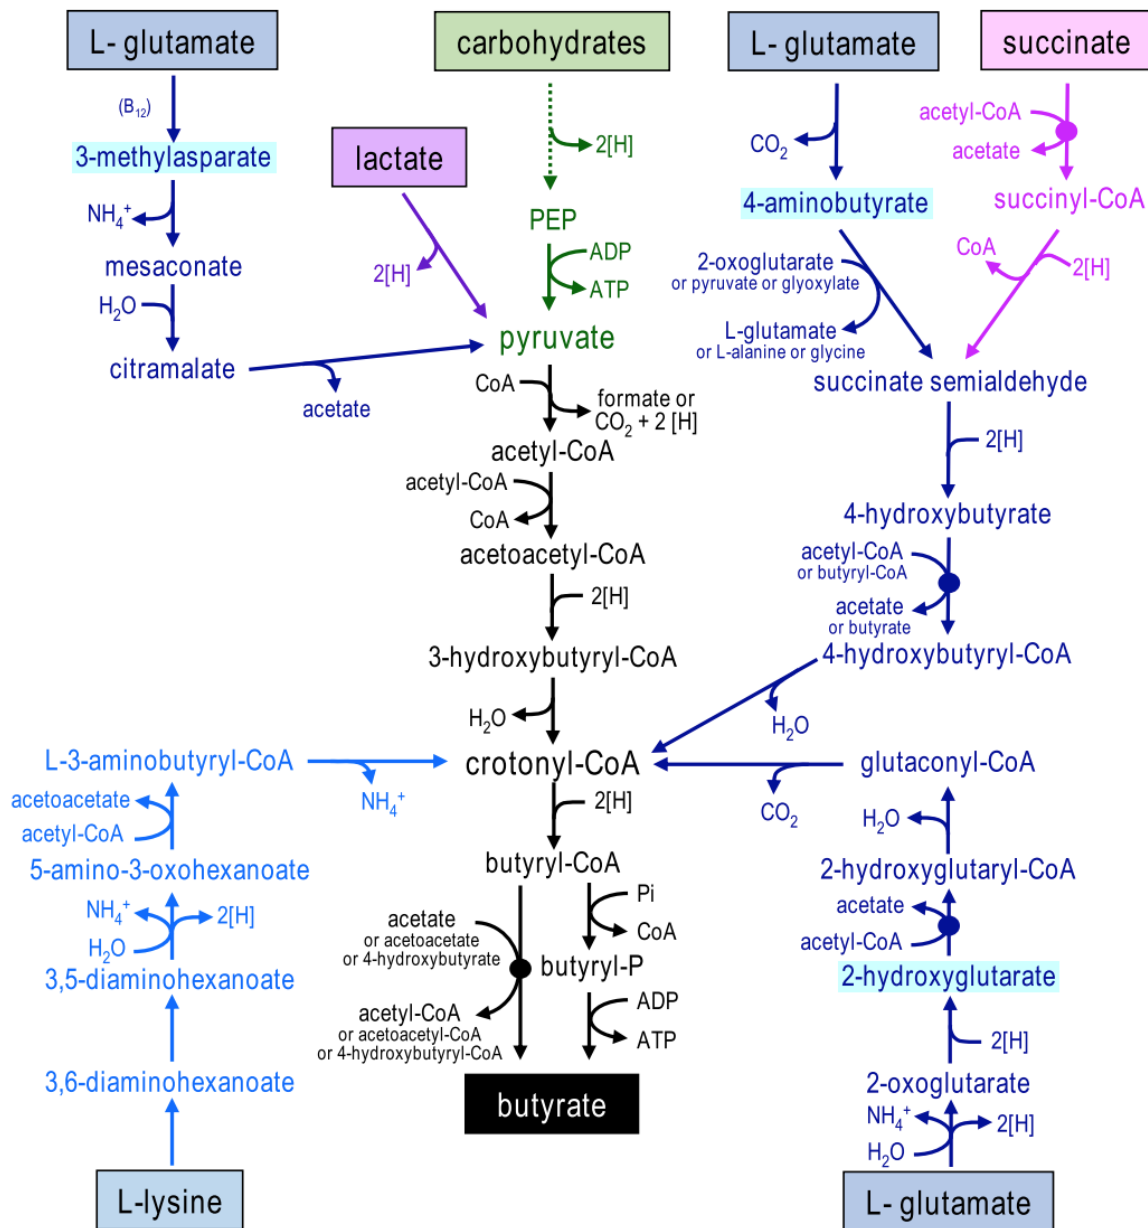 L- glutamate
carbohydrates
L- glutamate
succinate
(B₁₂)
3-methylasparate
NH₄⁺
mesaconate
H₂O
citramalate
acetate
lactate
2[H]
2[H]
PEP
ADP
ATP
pyruvate
CoA
formate or
CO₂ + 2 [H]
acetyl-CoA
acetyl-CoA
CoA
acetoacetyl-CoA
2[H]
3-hydroxybutyryl-CoA
H₂O
crotonyl-CoA
2[H]
butyryl-CoA
acetate
or acetoacetate
or 4-hydroxybutyrate
acetyl-CoA
or acetoacetyl-CoA
or 4-hydroxybutyryl-CoA
Pi
CoA
butyryl-P
ADP
ATP
butyrate
CO₂
4-aminobutyrate
2-oxoglutarate
or pyruvate or glyoxylate
L-glutamate
or L-alanine or glycine
acetyl-CoA
acetate
succinyl-CoA
CoA
2[H]
succinate semialdehyde
2[H]
4-hydroxybutyrate
acetyl-CoA
or butyryl-CoA
acetate
or butyrate
4-hydroxybutyryl-CoA
H₂O
glutaconyl-CoA
CO₂
H₂O
2-hydroxyglutaryl-CoA
acetate
acetyl-CoA
2-hydroxyglutarate
2[H]
2-oxoglutarate
NH₄⁺
2[H]
H₂O
L- glutamate
L-3-aminobutyryl-CoA
NH₄⁺
acetoacetate
acetyl-CoA
5-amino-3-oxohexanoate
NH₄⁺
2[H]
H₂O
3,5-diaminohexanoate
3,6-diaminohexanoate
L-lysine